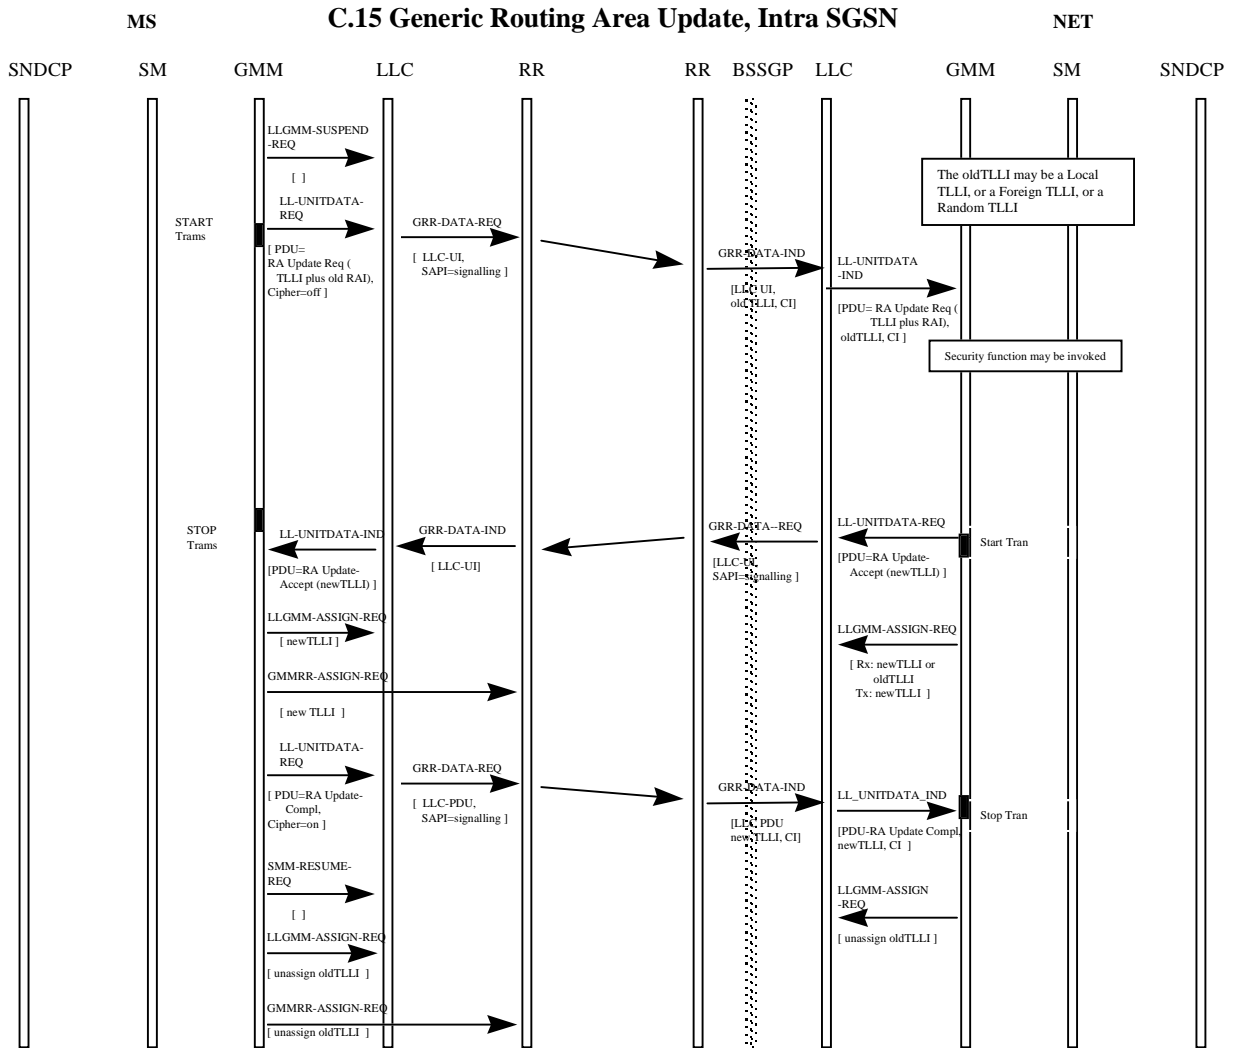 C.15 Generic Routing Area Update, Intra SGSN
MS
NET
SNDCP SM GMM LLC RR RR BSSGP LLC GMM SM SNDCP
LLGMM-SUSPEND
-REQ
[ ]
LL-UNITDATA-
REQ
START
Trams
[ PDU=
RA Update Req (
TLLI plus old RAI),
Cipher=off ]
GRR-DATA-REQ
[ LLC-UI,
SAPI=signalling ]
GRR-DATA-IND
[LLC UI,
old TLLI, CI]
LL-UNITDATA
-IND
[PDU= RA Update Req (
TLLI plus RAI),
oldTLLI, CI ]
The oldTLLI may be a Local
TLLI, or a Foreign TLLI, or a
Random TLLI
Security function may be invoked
STOP
Trams
LL-UNITDATA-IND
[PDU=RA Update-
Accept (newTLLI) ]
GRR-DATA-IND
[ LLC-UI]
GRR-DATA--REQ
[LLC-UI,
SAPI=signalling ]
LL-UNITDATA-REQ
[PDU=RA Update-
Accept (newTLLI) ]
Start Tran
LLGMM-ASSIGN-REQ
[ newTLLI ]
LLGMM-ASSIGN-REQ
[ Rx: newTLLI or
oldTLLI
Tx: newTLLI ]
GMMRR-ASSIGN-REQ
[ new TLLI ]
LL-UNITDATA-
REQ
[ PDU=RA Update-
Compl,
Cipher=on ]
GRR-DATA-REQ
[ LLC-PDU,
SAPI=signalling ]
GRR-DATA-IND
[LLC PDU
new TLLI, CI]
LL_UNITDATA_IND
[PDU-RA Update Compl,
newTLLI, CI ]
Stop Tran
SMM-RESUME-
REQ
[ ]
LLGMM-ASSIGN
-REQ
[ unassign oldTLLI ]
LLGMM-ASSIGN-REQ
[ unassign oldTLLI ]
GMMRR-ASSIGN-REQ
[ unassign oldTLLI ]